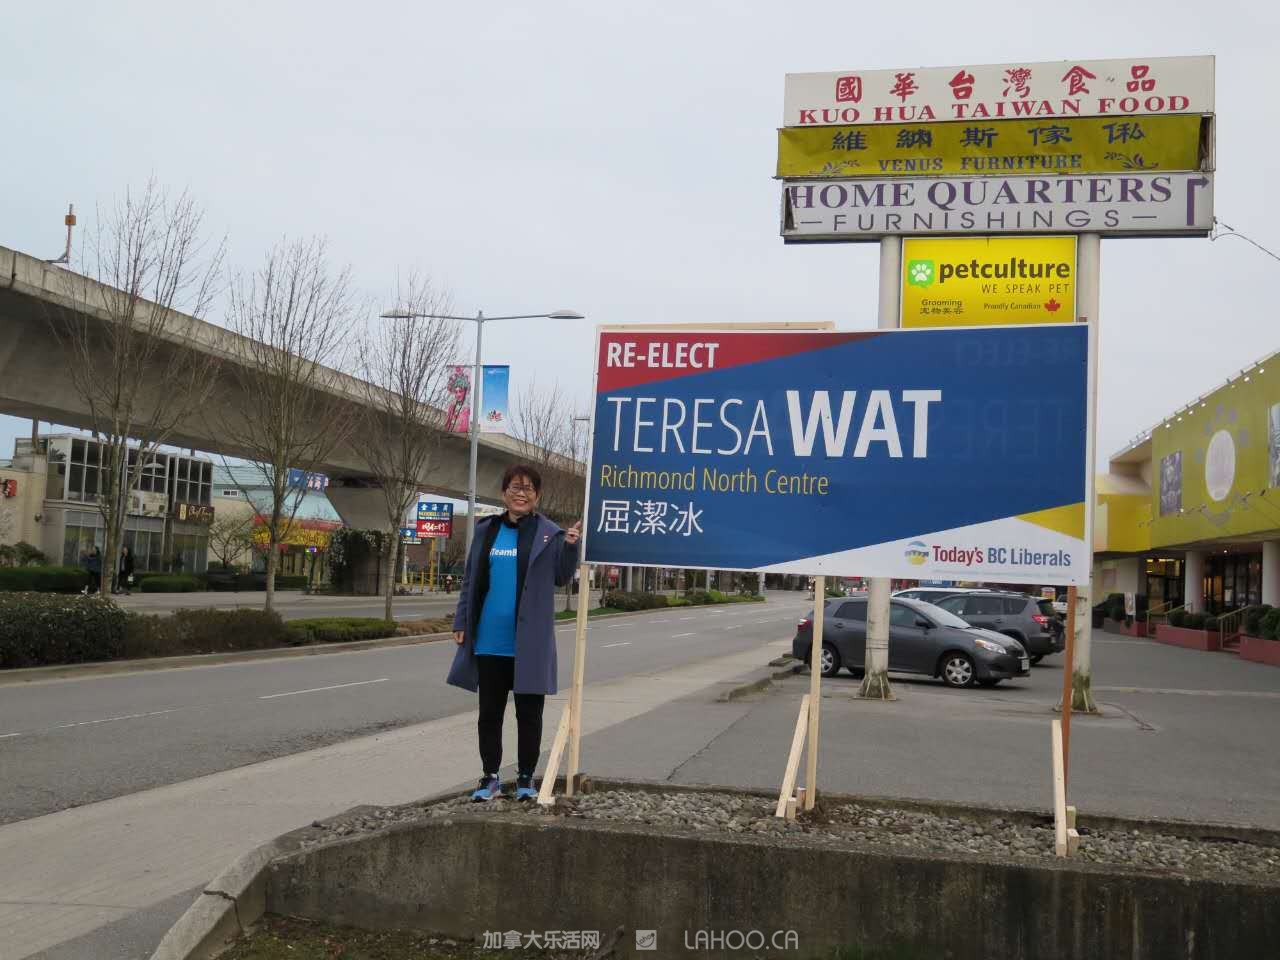 國華台灣食品
KUO HUA TAIWAN FOOD
維納斯傢俬
VENUS FURNITURE
HOME QUARTERS
FURNISHINGS
petculture
WE SPEAK PET
Grooming
宠物美容
Proudly Canadian
RE-ELECT
TERESA WAT
Richmond North Centre
屈潔冰
Today's BC Liberals
TeamB
加拿大乐活网
LAHOO.CA